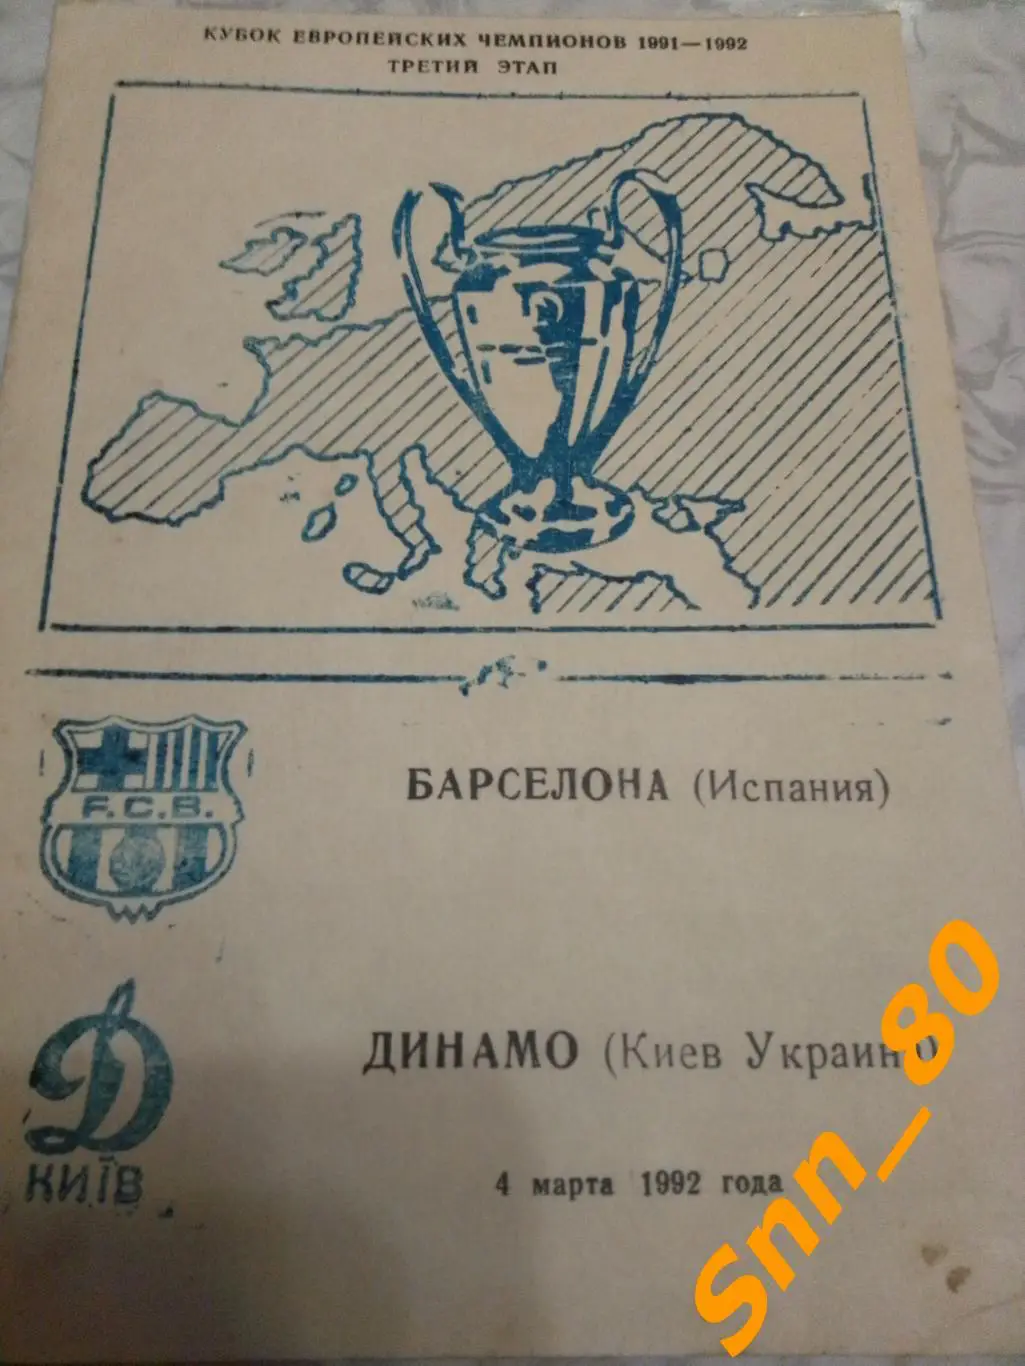 КУБОК ЕВРОПЕЙСКИХ ЧЕМПИОНОВ 1991—1992
ТРЕТИЙ ЭТАП
F.C.B.
БАРСЕЛОНА (Испания)
Д
КИЇВ
ДИНАМО (Киев Украина)
4 марта 1992 года
Snn_80